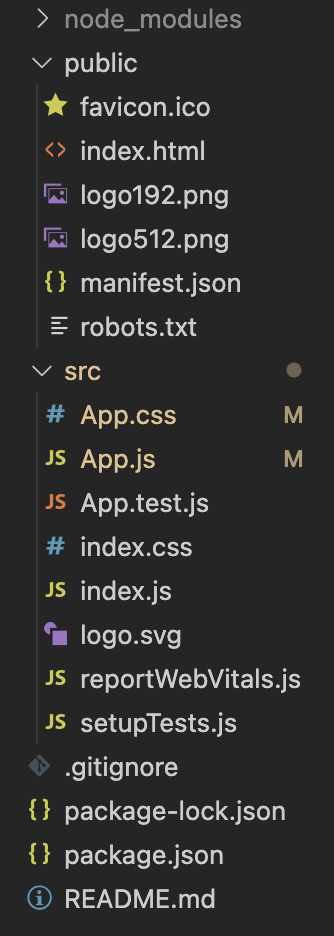 node_modules
public
favicon.ico
<> index.html
logo192.png
logo512.png
{} manifest.json
robots.txt
src
# App.css M
JS App.js M
JS App.test.js
# index.css
JS index.js
logo.svg
JS reportWebVitals.js
JS setupTests.js
.gitignore
{} package-lock.json
{} package.json
README.md